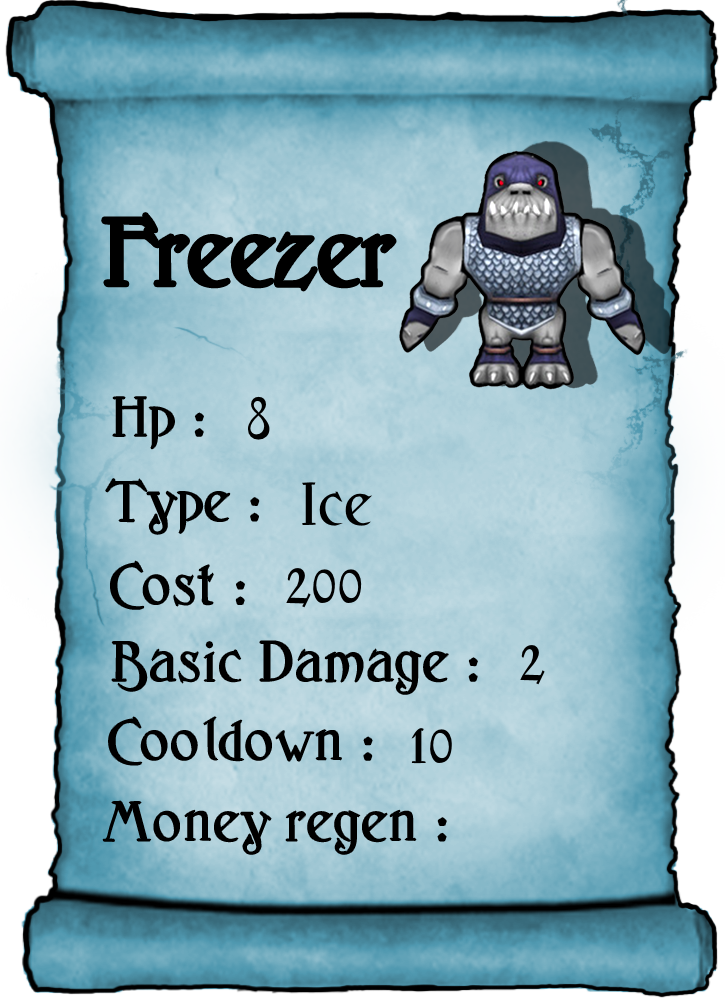 Freezer
Hp : 8
Type : Ice
Cost : 200
Basic Damage : 2
Cooldown : 10
Money regen :